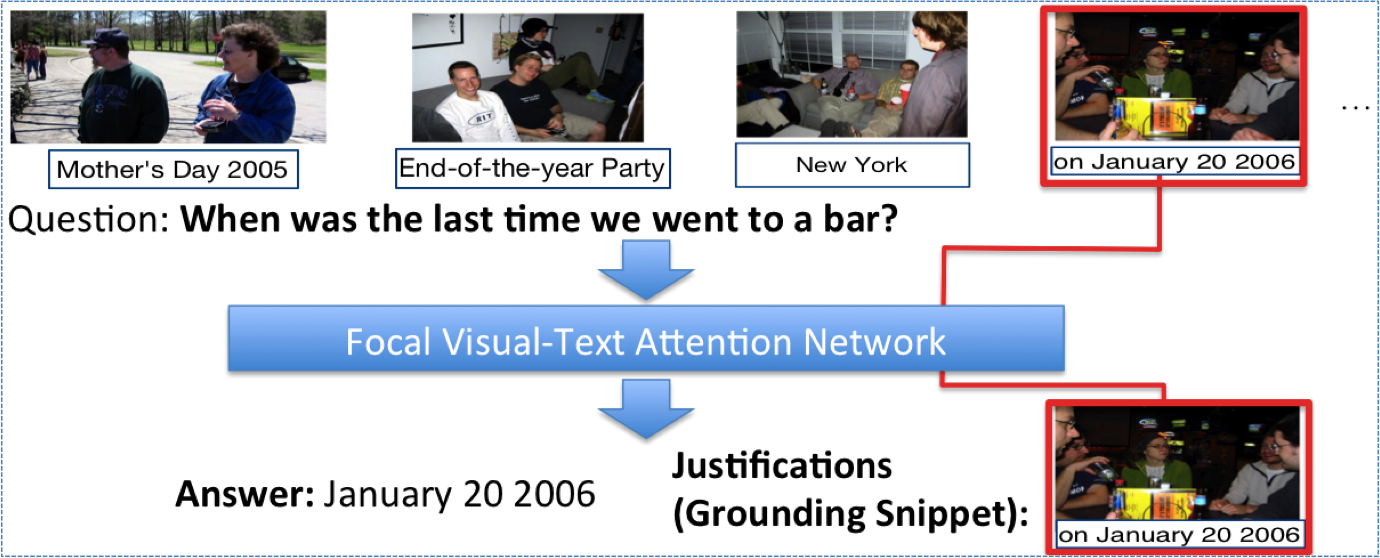 Mother's Day 2005
End-of-the-year Party
New York
on January 20 2006
...
RIT
Question: When was the last time we went to a bar?
Focal Visual-Text Attention Network
Answer: January 20 2006
Justifications
(Grounding Snippet):
on January 20 2006